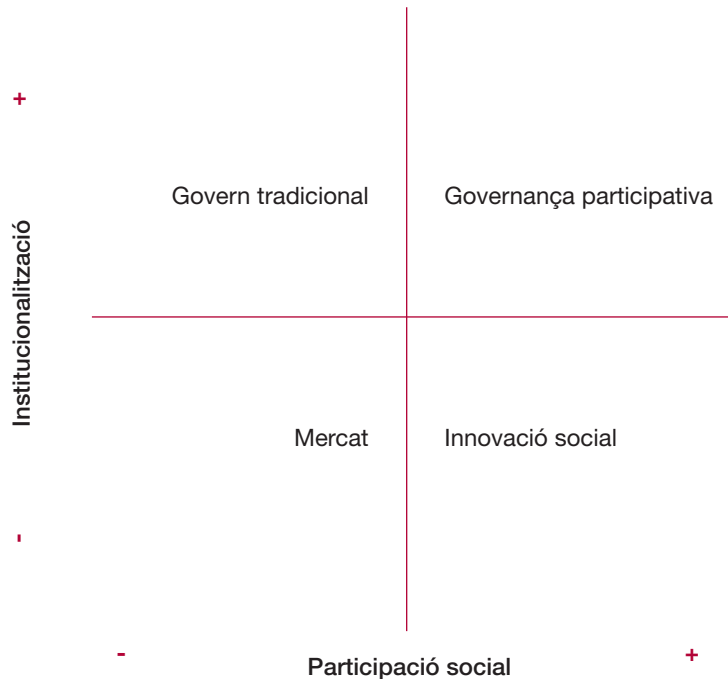 +
Govern tradicional
Governança participativa
Institucionalització
Mercat
Innovació social
-
-
+
Participació social